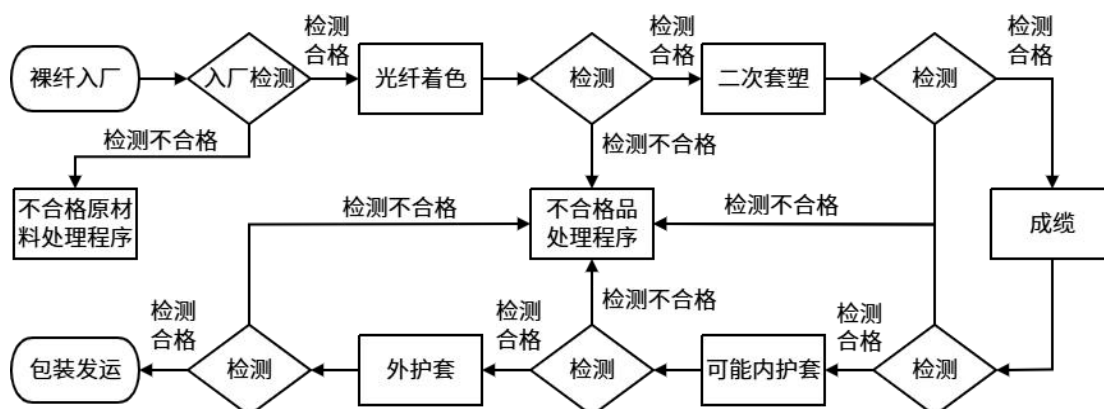 检测
合格
检测
合格
检测
合格
裸纤入厂
入厂检测
光纤着色
检测
二次套塑
检测
检测不合格
检测不合格
不合格原材
料处理程序
检测不合格
不合格品
处理程序
检测不合格
成缆
检测不合格
检测
合格
检测
合格
检测
合格
包装发运
检测
外护套
检测
可能内护套
检测